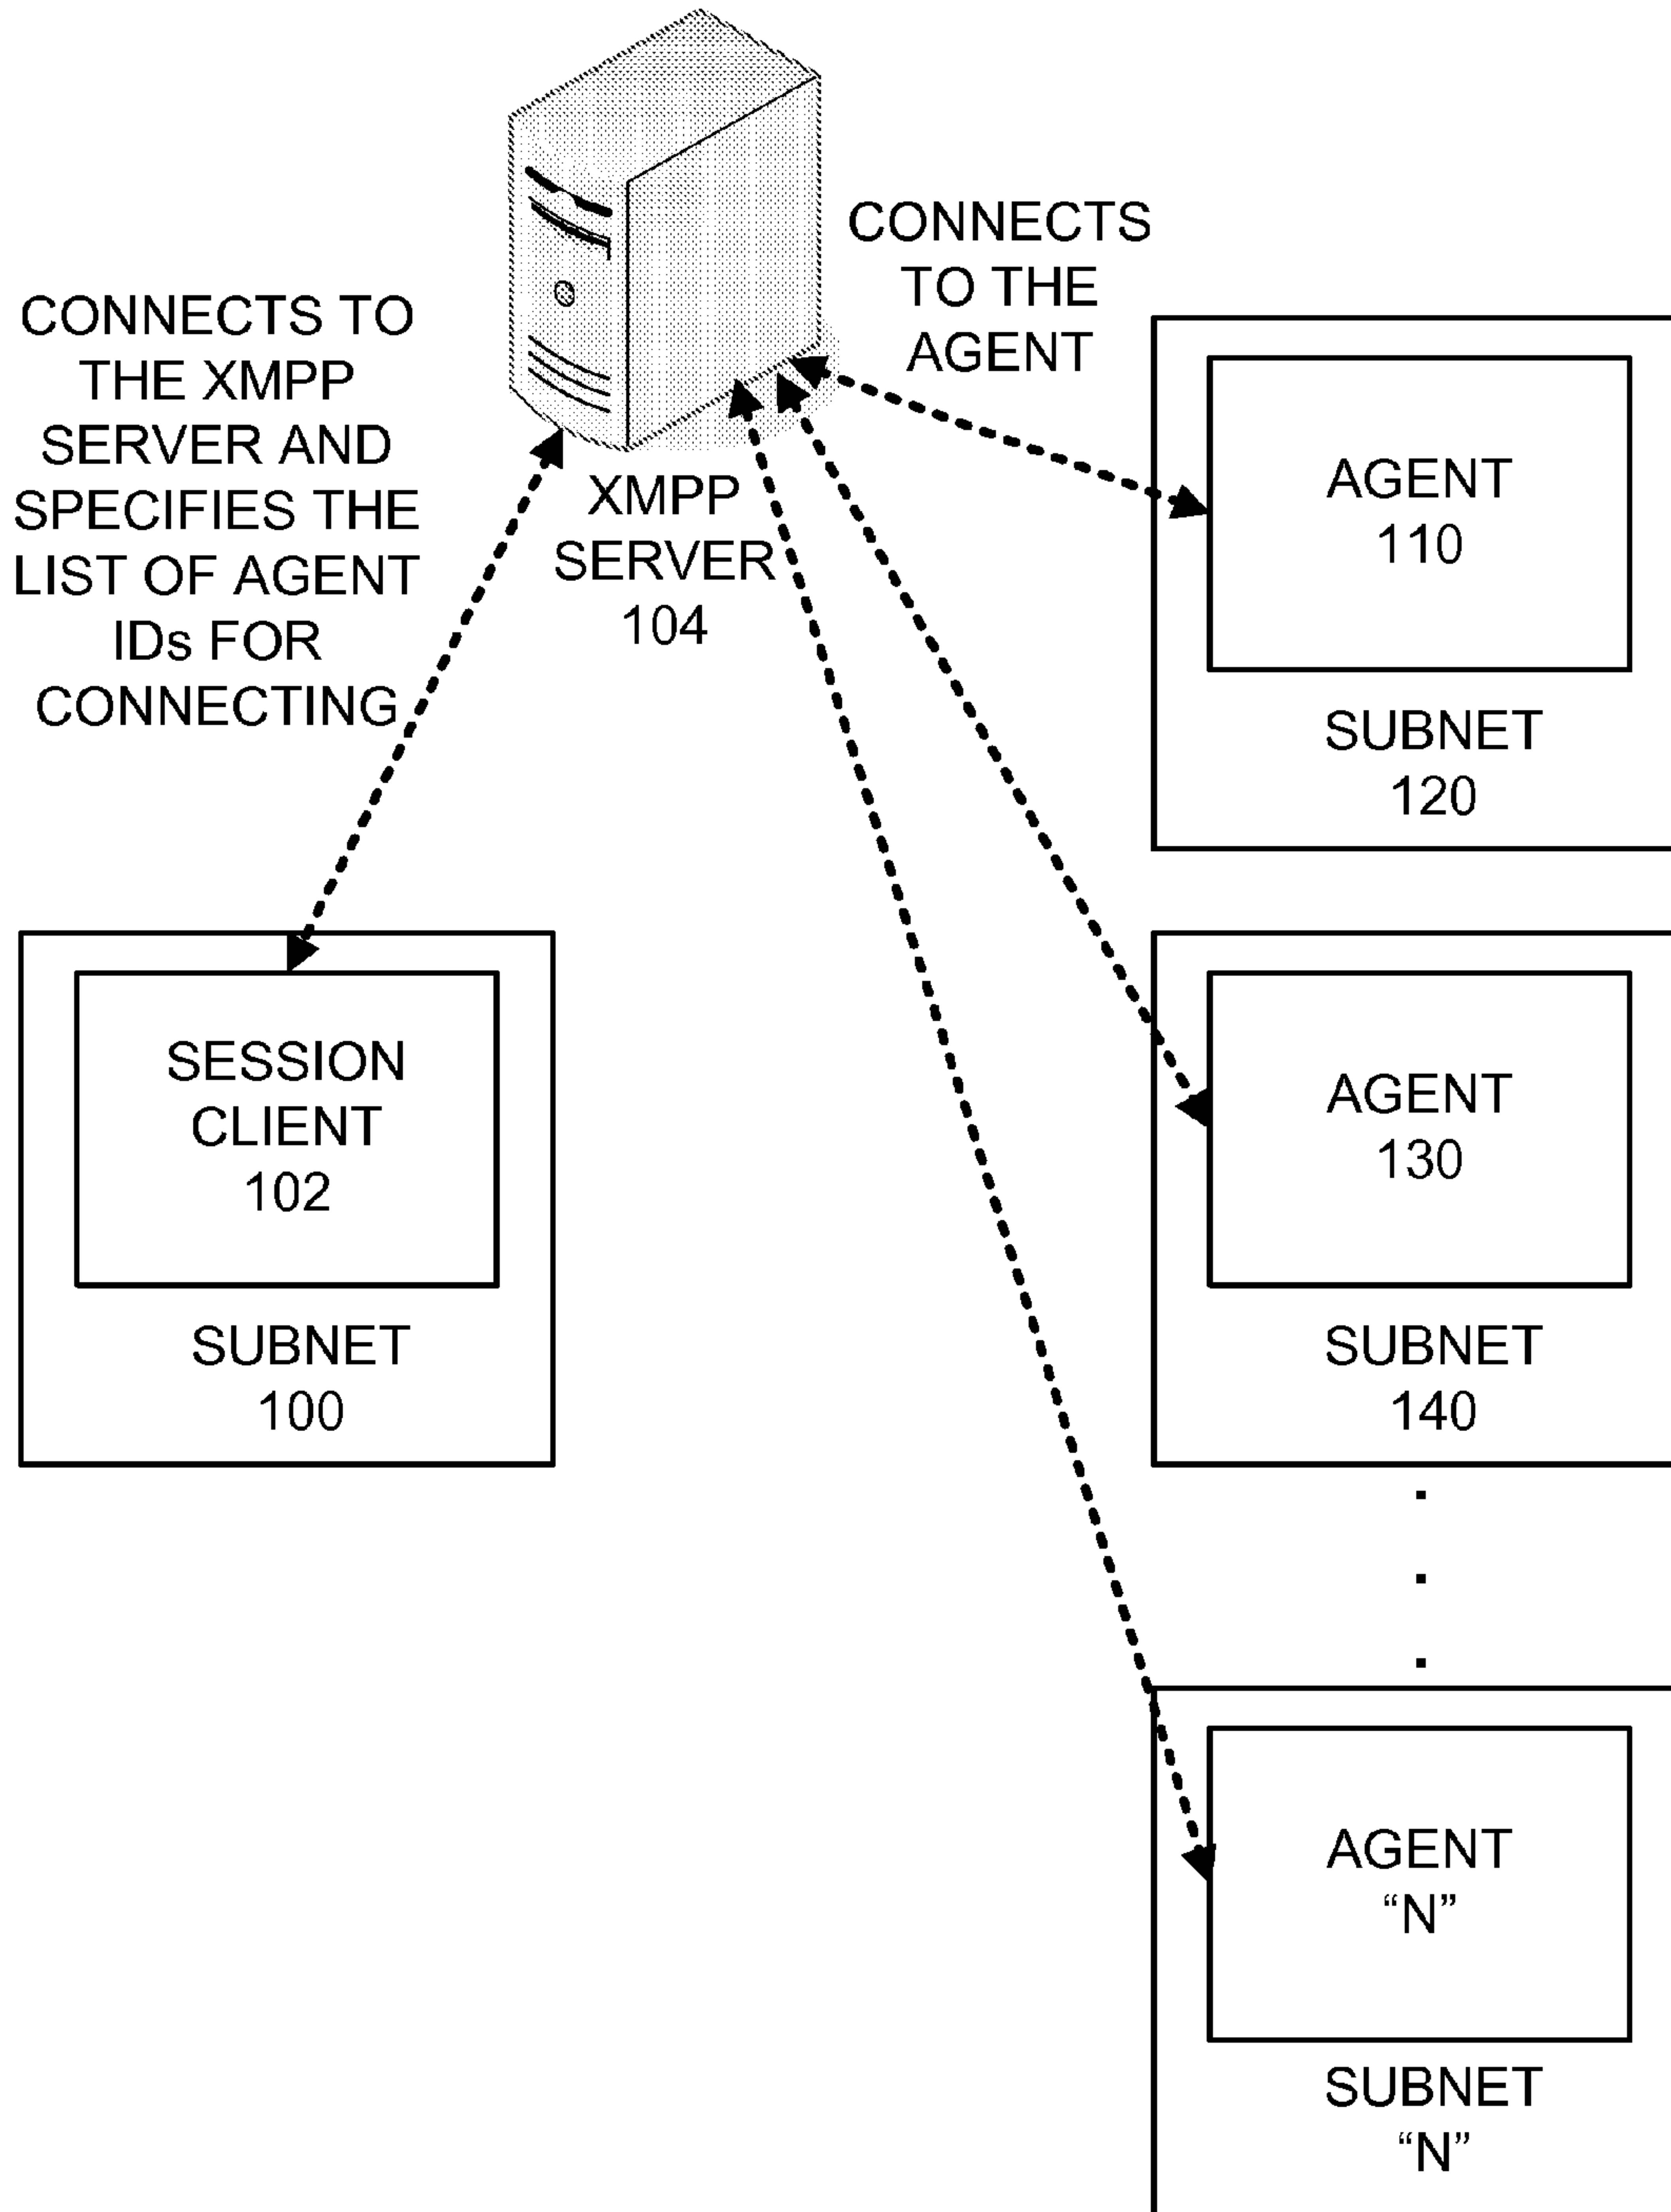 CONNECTS TO
THE XMPP
SERVER AND
SPECIFIES THE
LIST OF AGENT
IDs FOR
CONNECTING
XMPP
SERVER
104
CONNECTS
TO THE
AGENT
AGENT
110
SUBNET
120
SESSION
CLIENT
102
SUBNET
100
AGENT
130
SUBNET
140
.
.
.
AGENT
“N”
SUBNET
“N”